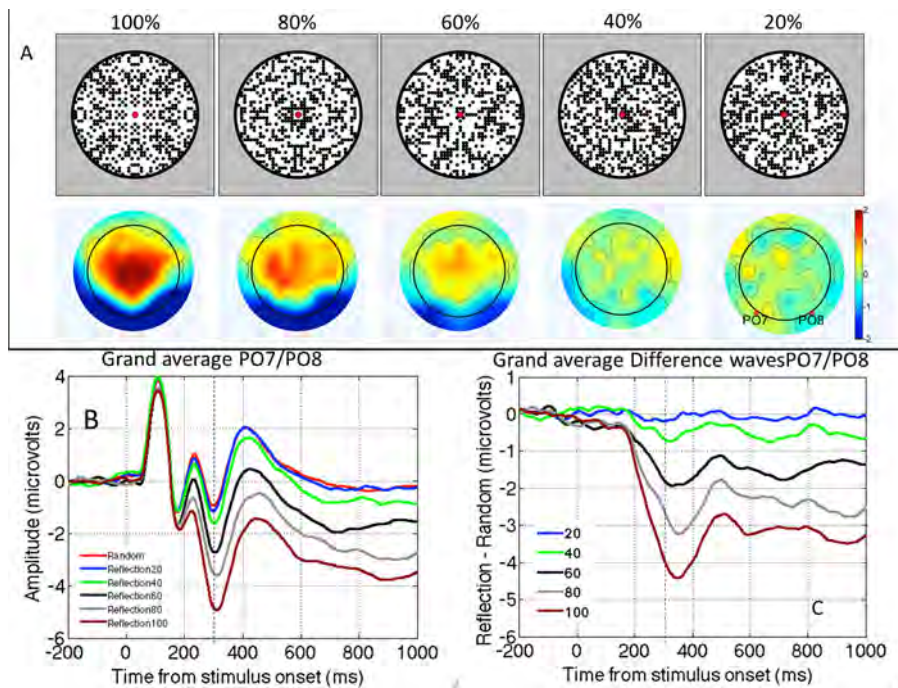 100% 80% 60% 40% 20%
A
2
1
0
-1
-2
PO7 PO8
Grand average PO7/PO8
B
4
2
0
-2
-4
-6
Amplitude (microvolts)
Random
Reflection20
Reflection40
Reflection60
Reflection80
Reflection100
-200 0 200 400 600 800 1000
Time from stimulus onset (ms)
Grand average Difference wavesPO7/PO8
1
0
-1
-2
-3
-4
-5
-6
Reflection - Random (microvolts)
20
40
60
80
100
C
-200 0 200 400 600 800 1000
Time from stimulus onset (ms)